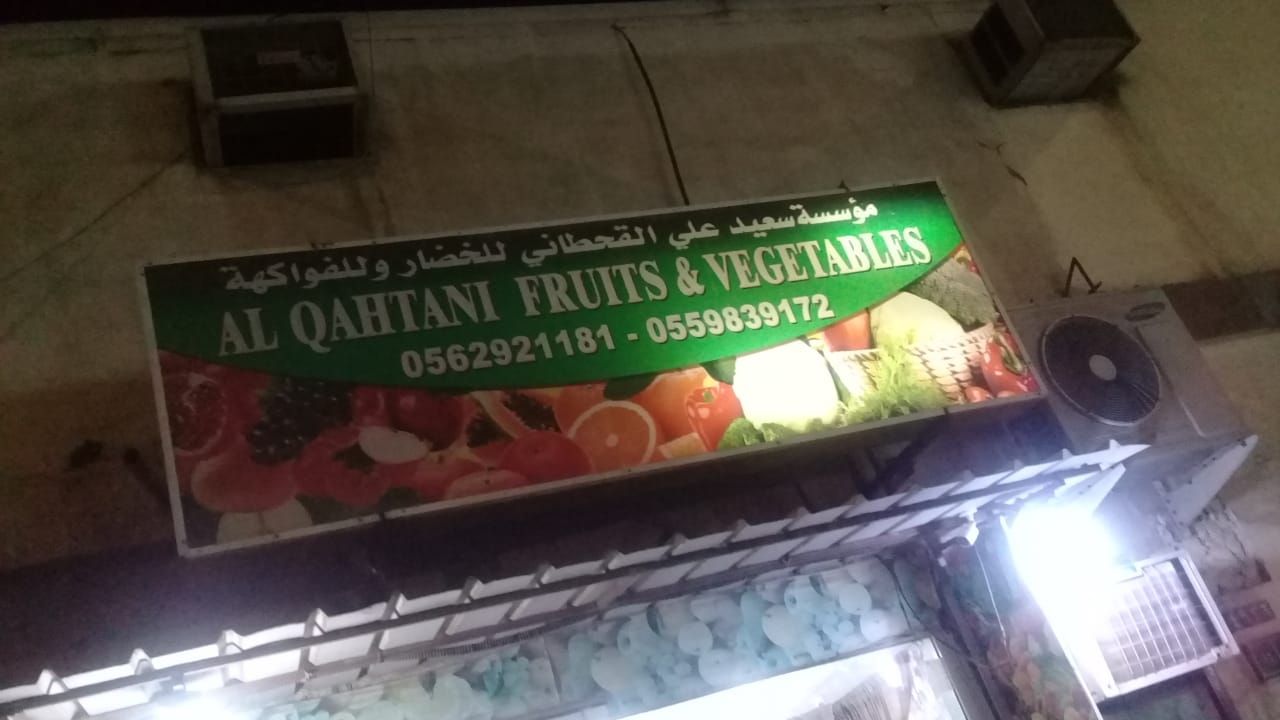 مؤسسة سعيد علي القحطاني للخضار وللفواكهة
AL QAHTANI FRUITS & VEGETABLES
0562921181 - 0559839172